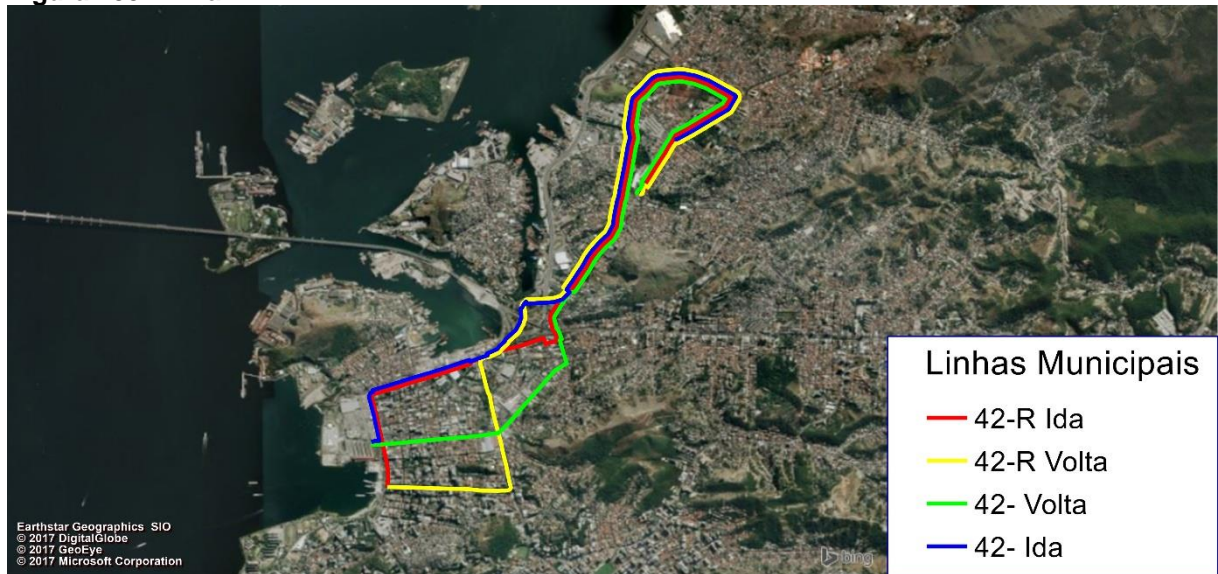 Linhas Municipais
42-R Ida
42-R Volta
42- Volta
42- Ida
Earthstar Geographics SIO
© 2017 DigitalGlobe
© 2017 GeoEye
© 2017 Microsoft Corporation
bing